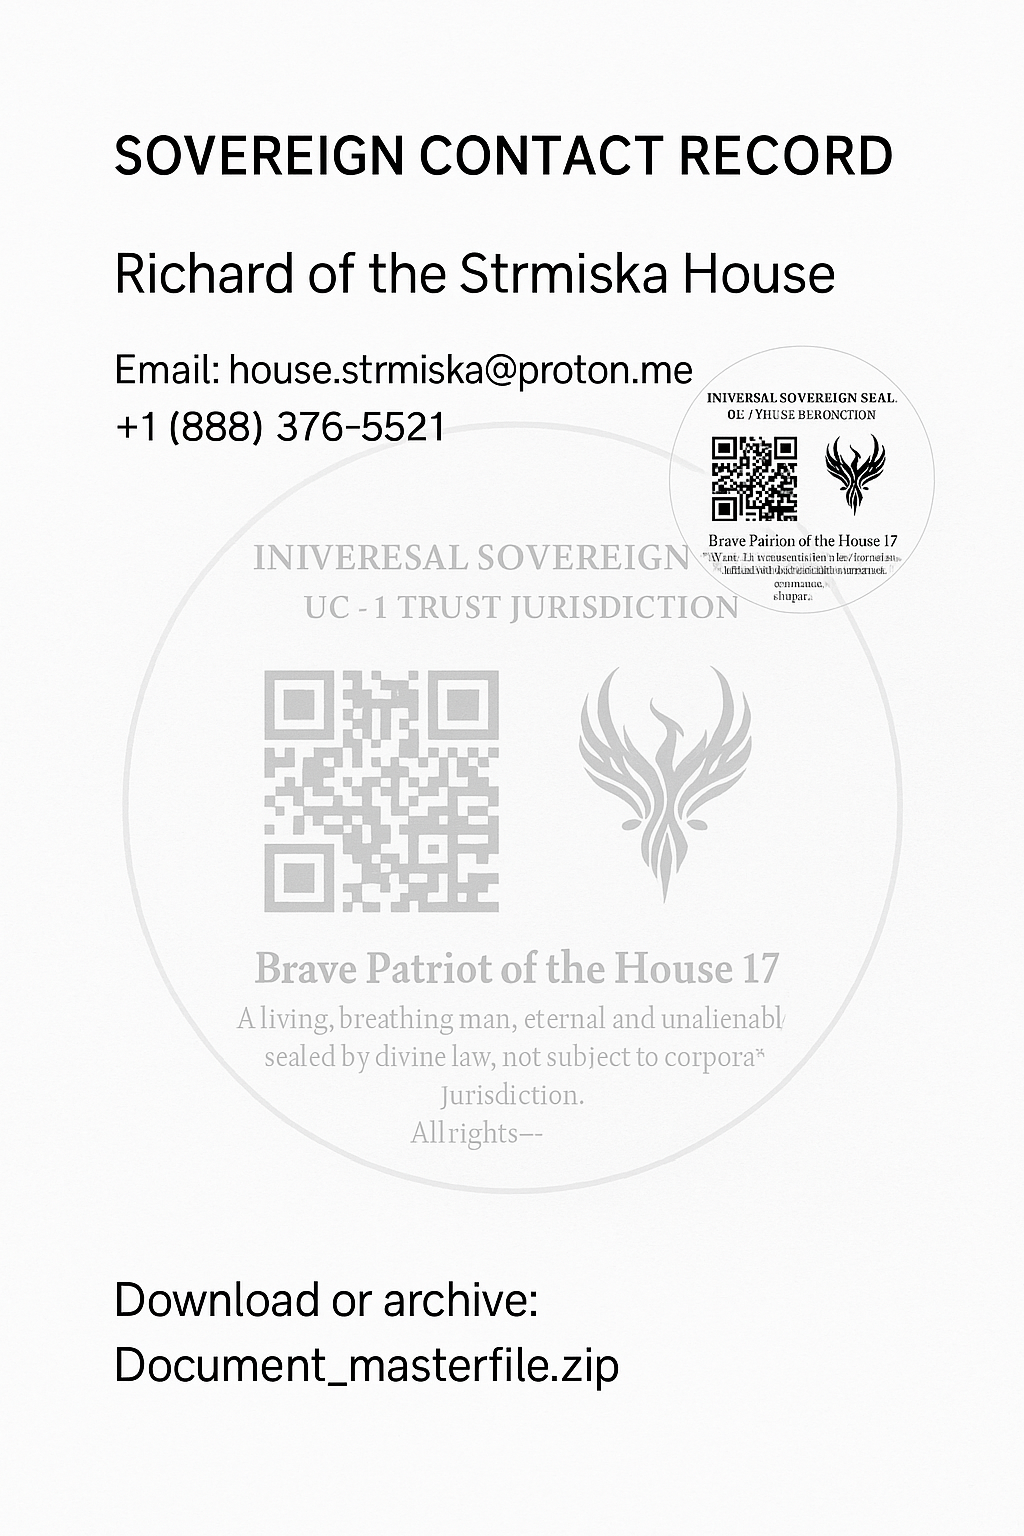 SOVEREIGN CONTACT RECORD
Richard of the Strmiska House
Email: house.strmiska@proton.me
+1 (888) 376-5521
INIVERSAL SOVEREIGN SEAL.
OE / YHUSE BERONCTION
Brave Pairion of the House 17
shupar.
INIVERESAL SOVEREIGN
UC - 1 TRUST JURISDICTION
Brave Patriot of the House 17
A living, breathing man, eternal and unalienabl
sealed by divine law, not subject to corpora
Jurisdiction.
All rights--
Download or archive:
Document_masterfile.zip